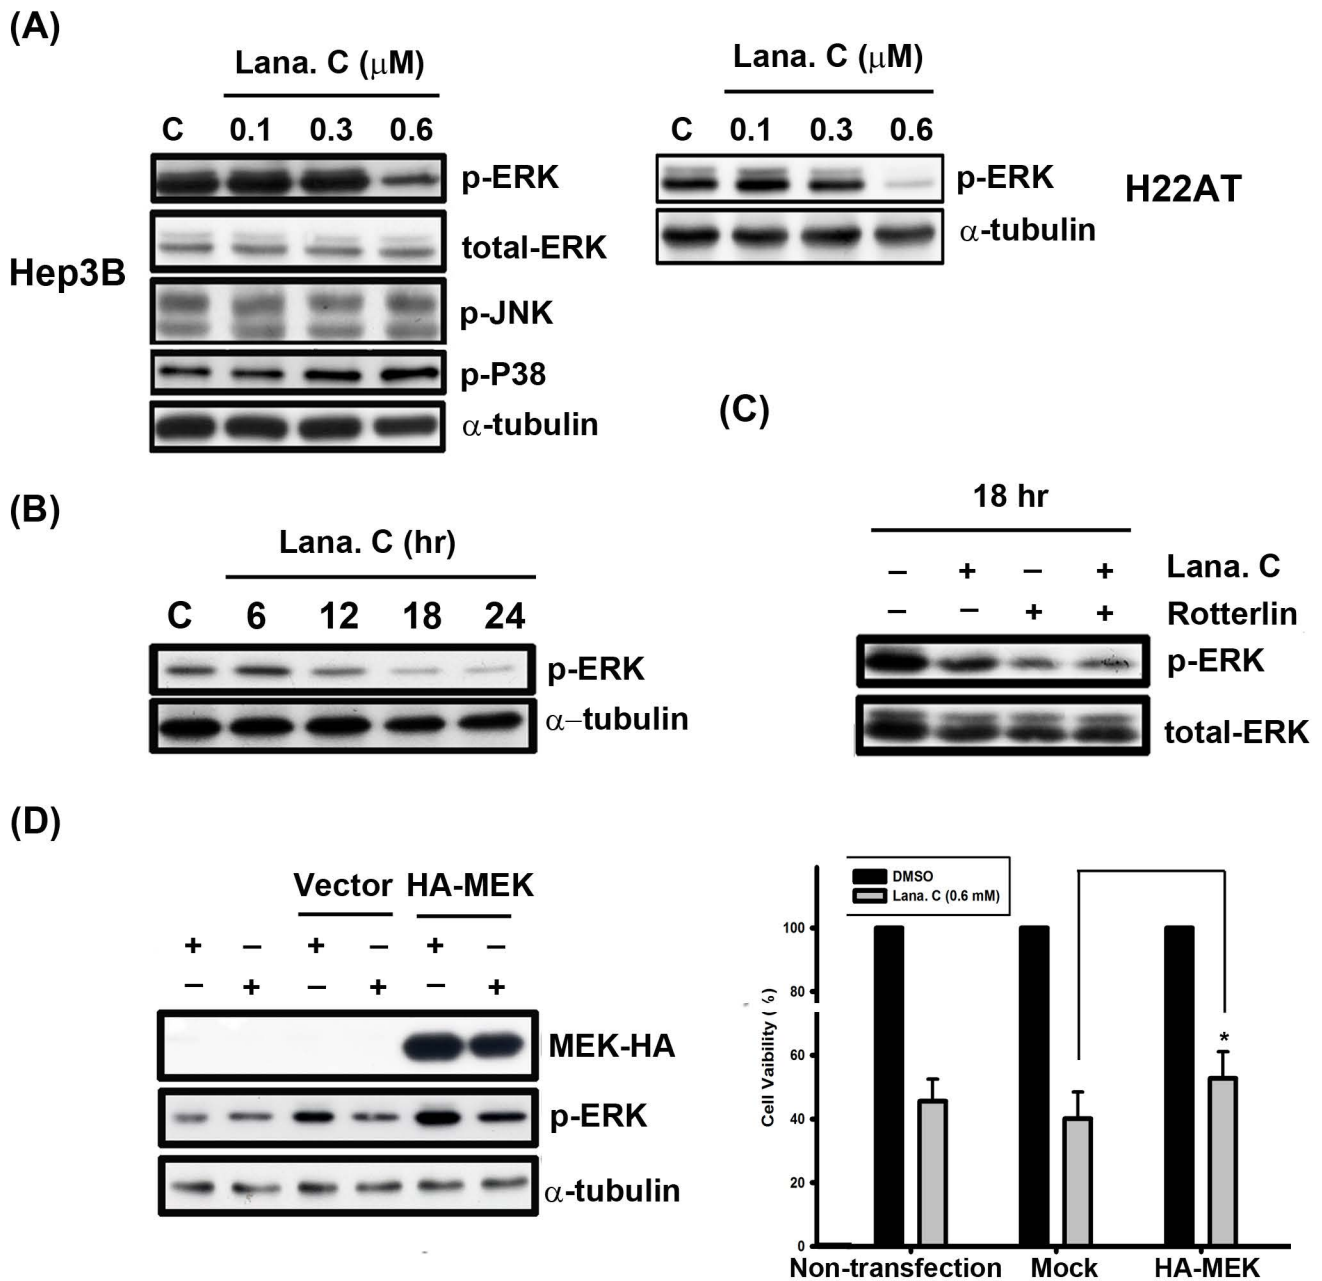 (A)
Lana. C (μM)
C 0.1 0.3 0.6
p-ERK
total-ERK
Hep3B
p-JNK
p-P38
α-tubulin
Lana. C (μM)
C 0.1 0.3 0.6
p-ERK
H22AT
α-tubulin
(B)
Lana. C (hr)
C 6 12 18 24
p-ERK
α–tubulin
(C)
18 hr
– + – + Lana. C
– – + + Rotterlin
p-ERK
total-ERK
(D)
Vector HA-MEK
+ – + – + –
– + – + – +
MEK-HA
p-ERK
α-tubulin
DMSO
Lana. C (0.6 mM)
Cell Vaibility (%)
100
80
60
40
20
0
*
Non-transfection Mock HA-MEK